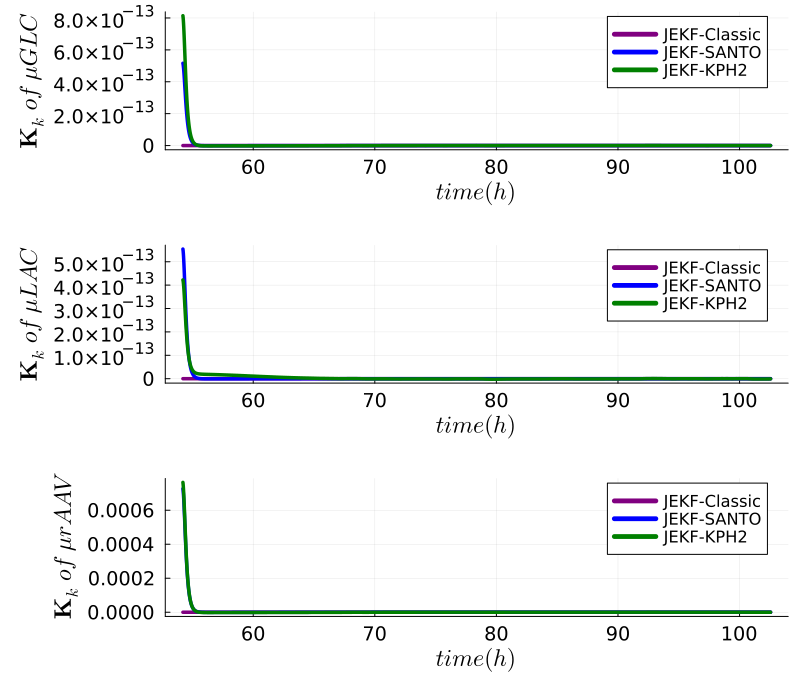 𝐊ₖ of μGLC
8.0×10⁻¹³
6.0×10⁻¹³
4.0×10⁻¹³
2.0×10⁻¹³
0
JEKF-Classic
JEKF-SANTO
JEKF-KPH2
60 70 80 90 100
time(h)
𝐊ₖ of μLAC
5.0×10⁻¹³
4.0×10⁻¹³
3.0×10⁻¹³
2.0×10⁻¹³
1.0×10⁻¹³
0
JEKF-Classic
JEKF-SANTO
JEKF-KPH2
60 70 80 90 100
time(h)
𝐊ₖ of μrAAV
0.0006
0.0004
0.0002
0.0000
JEKF-Classic
JEKF-SANTO
JEKF-KPH2
60 70 80 90 100
time(h)